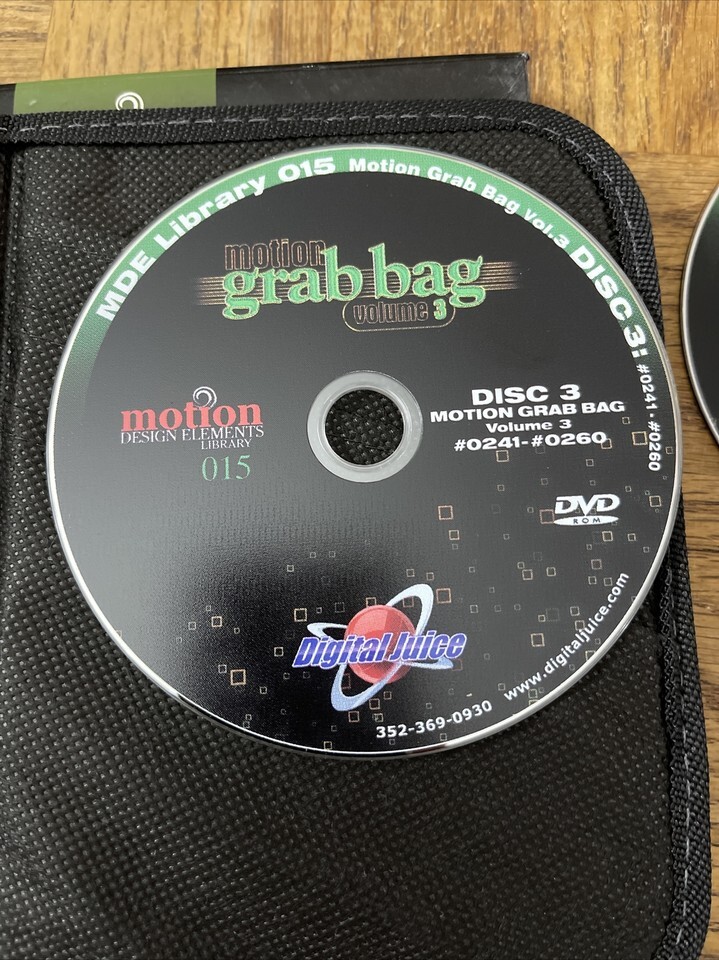 MDE Library 015 Motion Grab Bag vol.3 DISC 3: #0241 - #0260
motion
grab bag
volume 3
motion
DESIGN ELEMENTS
LIBRARY
015
DISC 3
MOTION GRAB BAG
Volume 3
#0241-#0260
DVD
ROM
Digital Juice
352-369-0930 www.digitaljuice.com